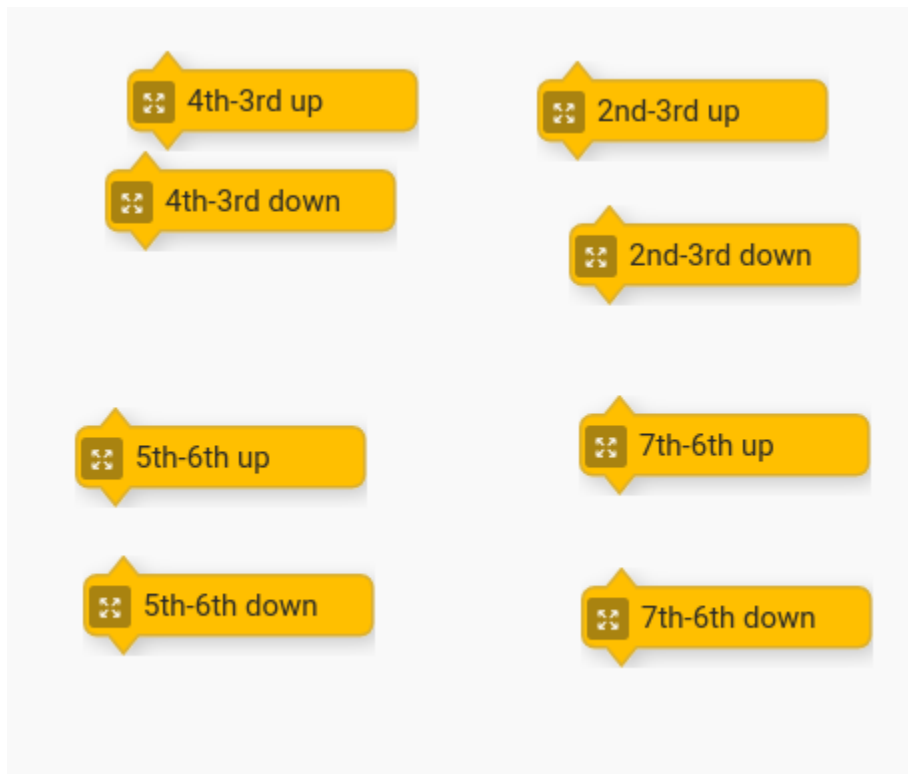 4th-3rd up
2nd-3rd up
4th-3rd down
2nd-3rd down
5th-6th up
7th-6th up
5th-6th down
7th-6th down